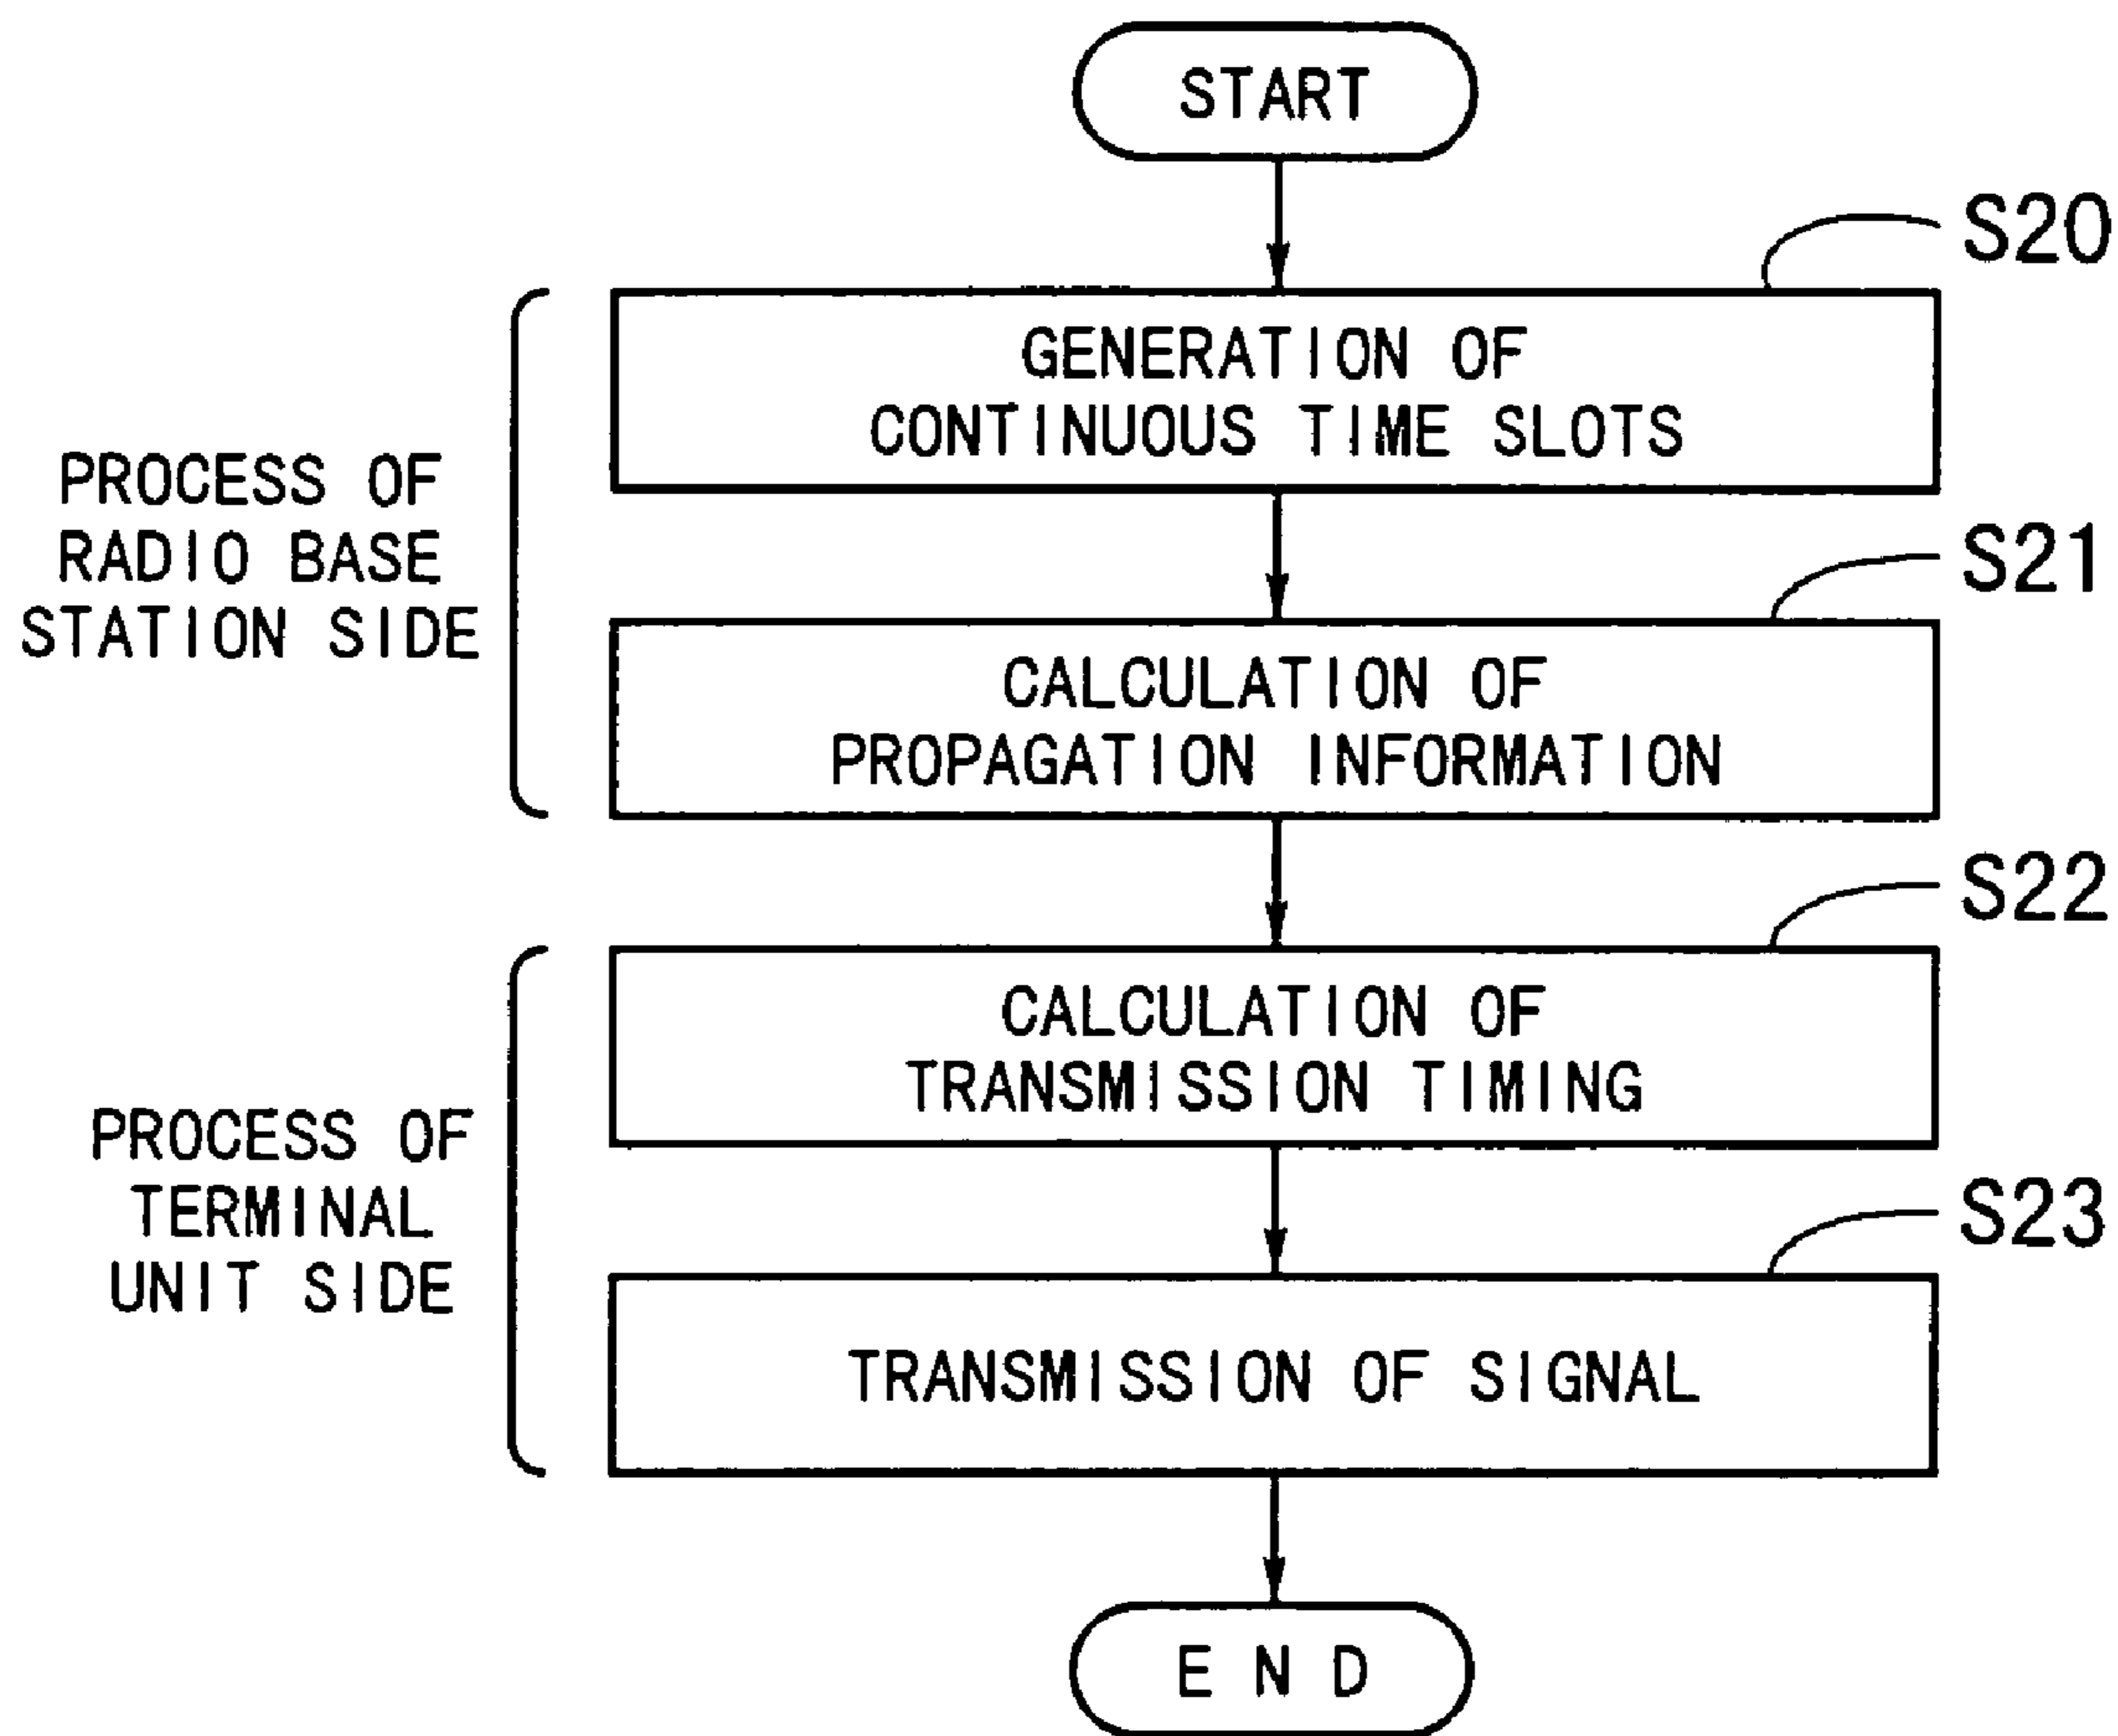 START
S20
GENERATION OF
CONTINUOUS TIME SLOTS
PROCESS OF
RADIO BASE
STATION SIDE
S21
CALCULATION OF
PROPAGATION INFORMATION
S22
CALCULATION OF
TRANSMISSION TIMING
PROCESS OF
TERMINAL
UNIT SIDE
S23
TRANSMISSION OF SIGNAL
END